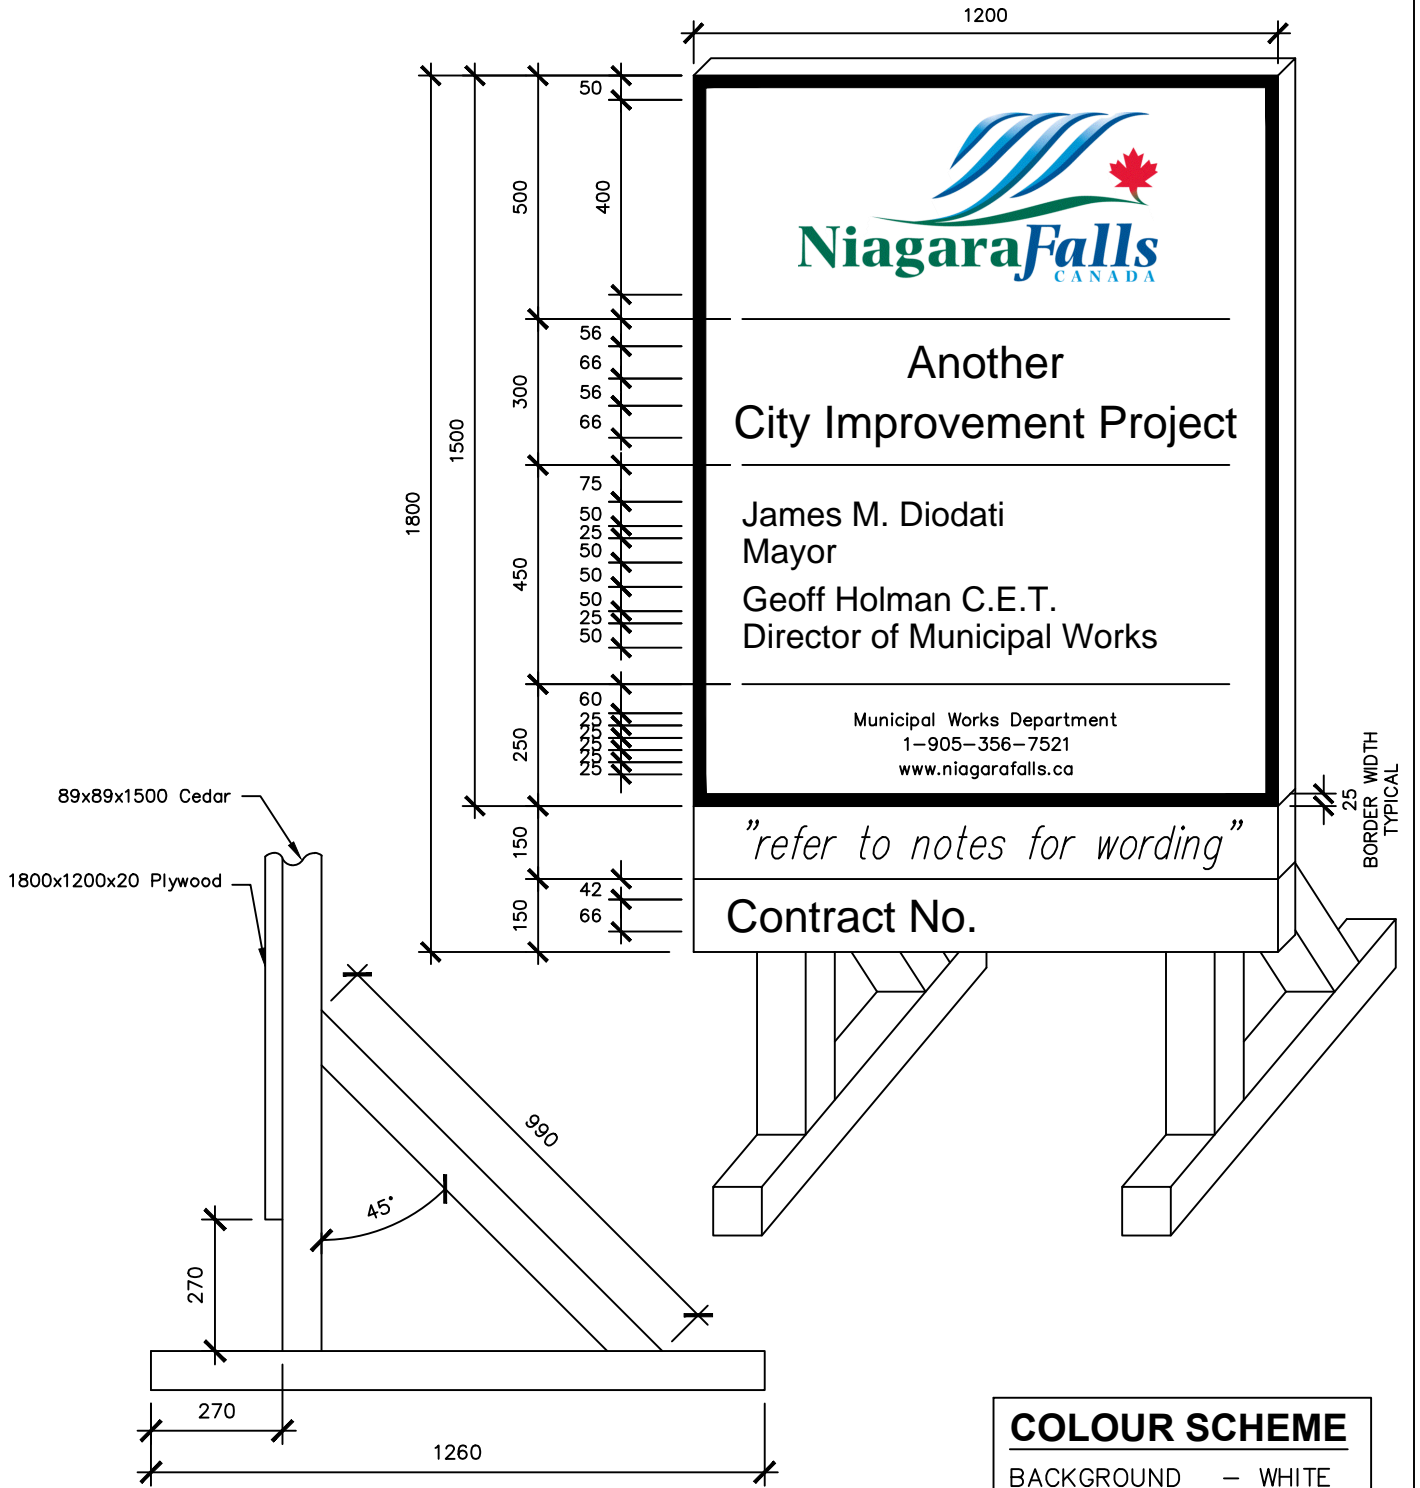 1200
50
500
400
56
66
300
56
66
1500
1800
75
50
25
50
450
50
50
25
50
60
25
25
250
25
25
25
150
42
150
66
NiagaraFalls
CANADA
Another
City Improvement Project
James M. Diodati
Mayor
Geoff Holman C.E.T.
Director of Municipal Works
Municipal Works Department
1-905-356-7521
www.niagarafalls.ca
"refer to notes for wording"
Contract No.
25
BORDER WIDTH
TYPICAL
89x89x1500 Cedar
1800x1200x20 Plywood
990
45°
270
270
1260
COLOUR SCHEME
BACKGROUND - WHITE